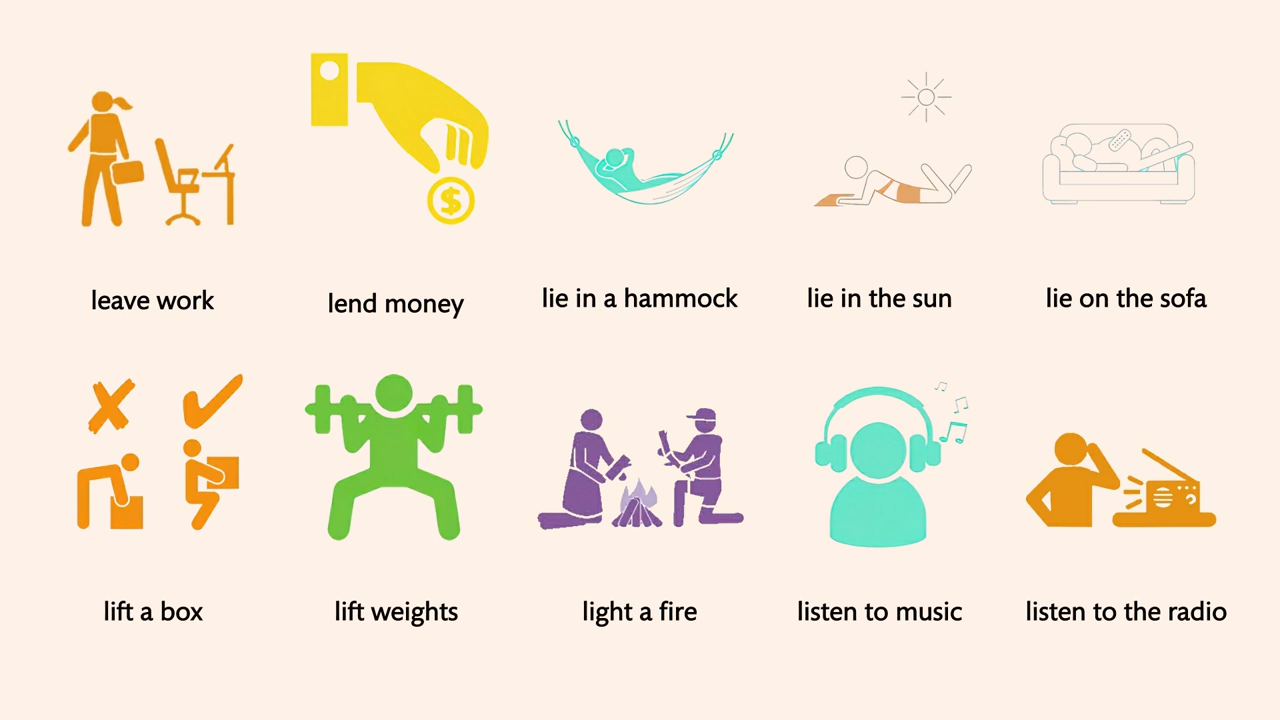 $
leave work
lend money
lie in a hammock
lie in the sun
lie on the sofa
lift a box
lift weights
light a fire
listen to music
listen to the radio